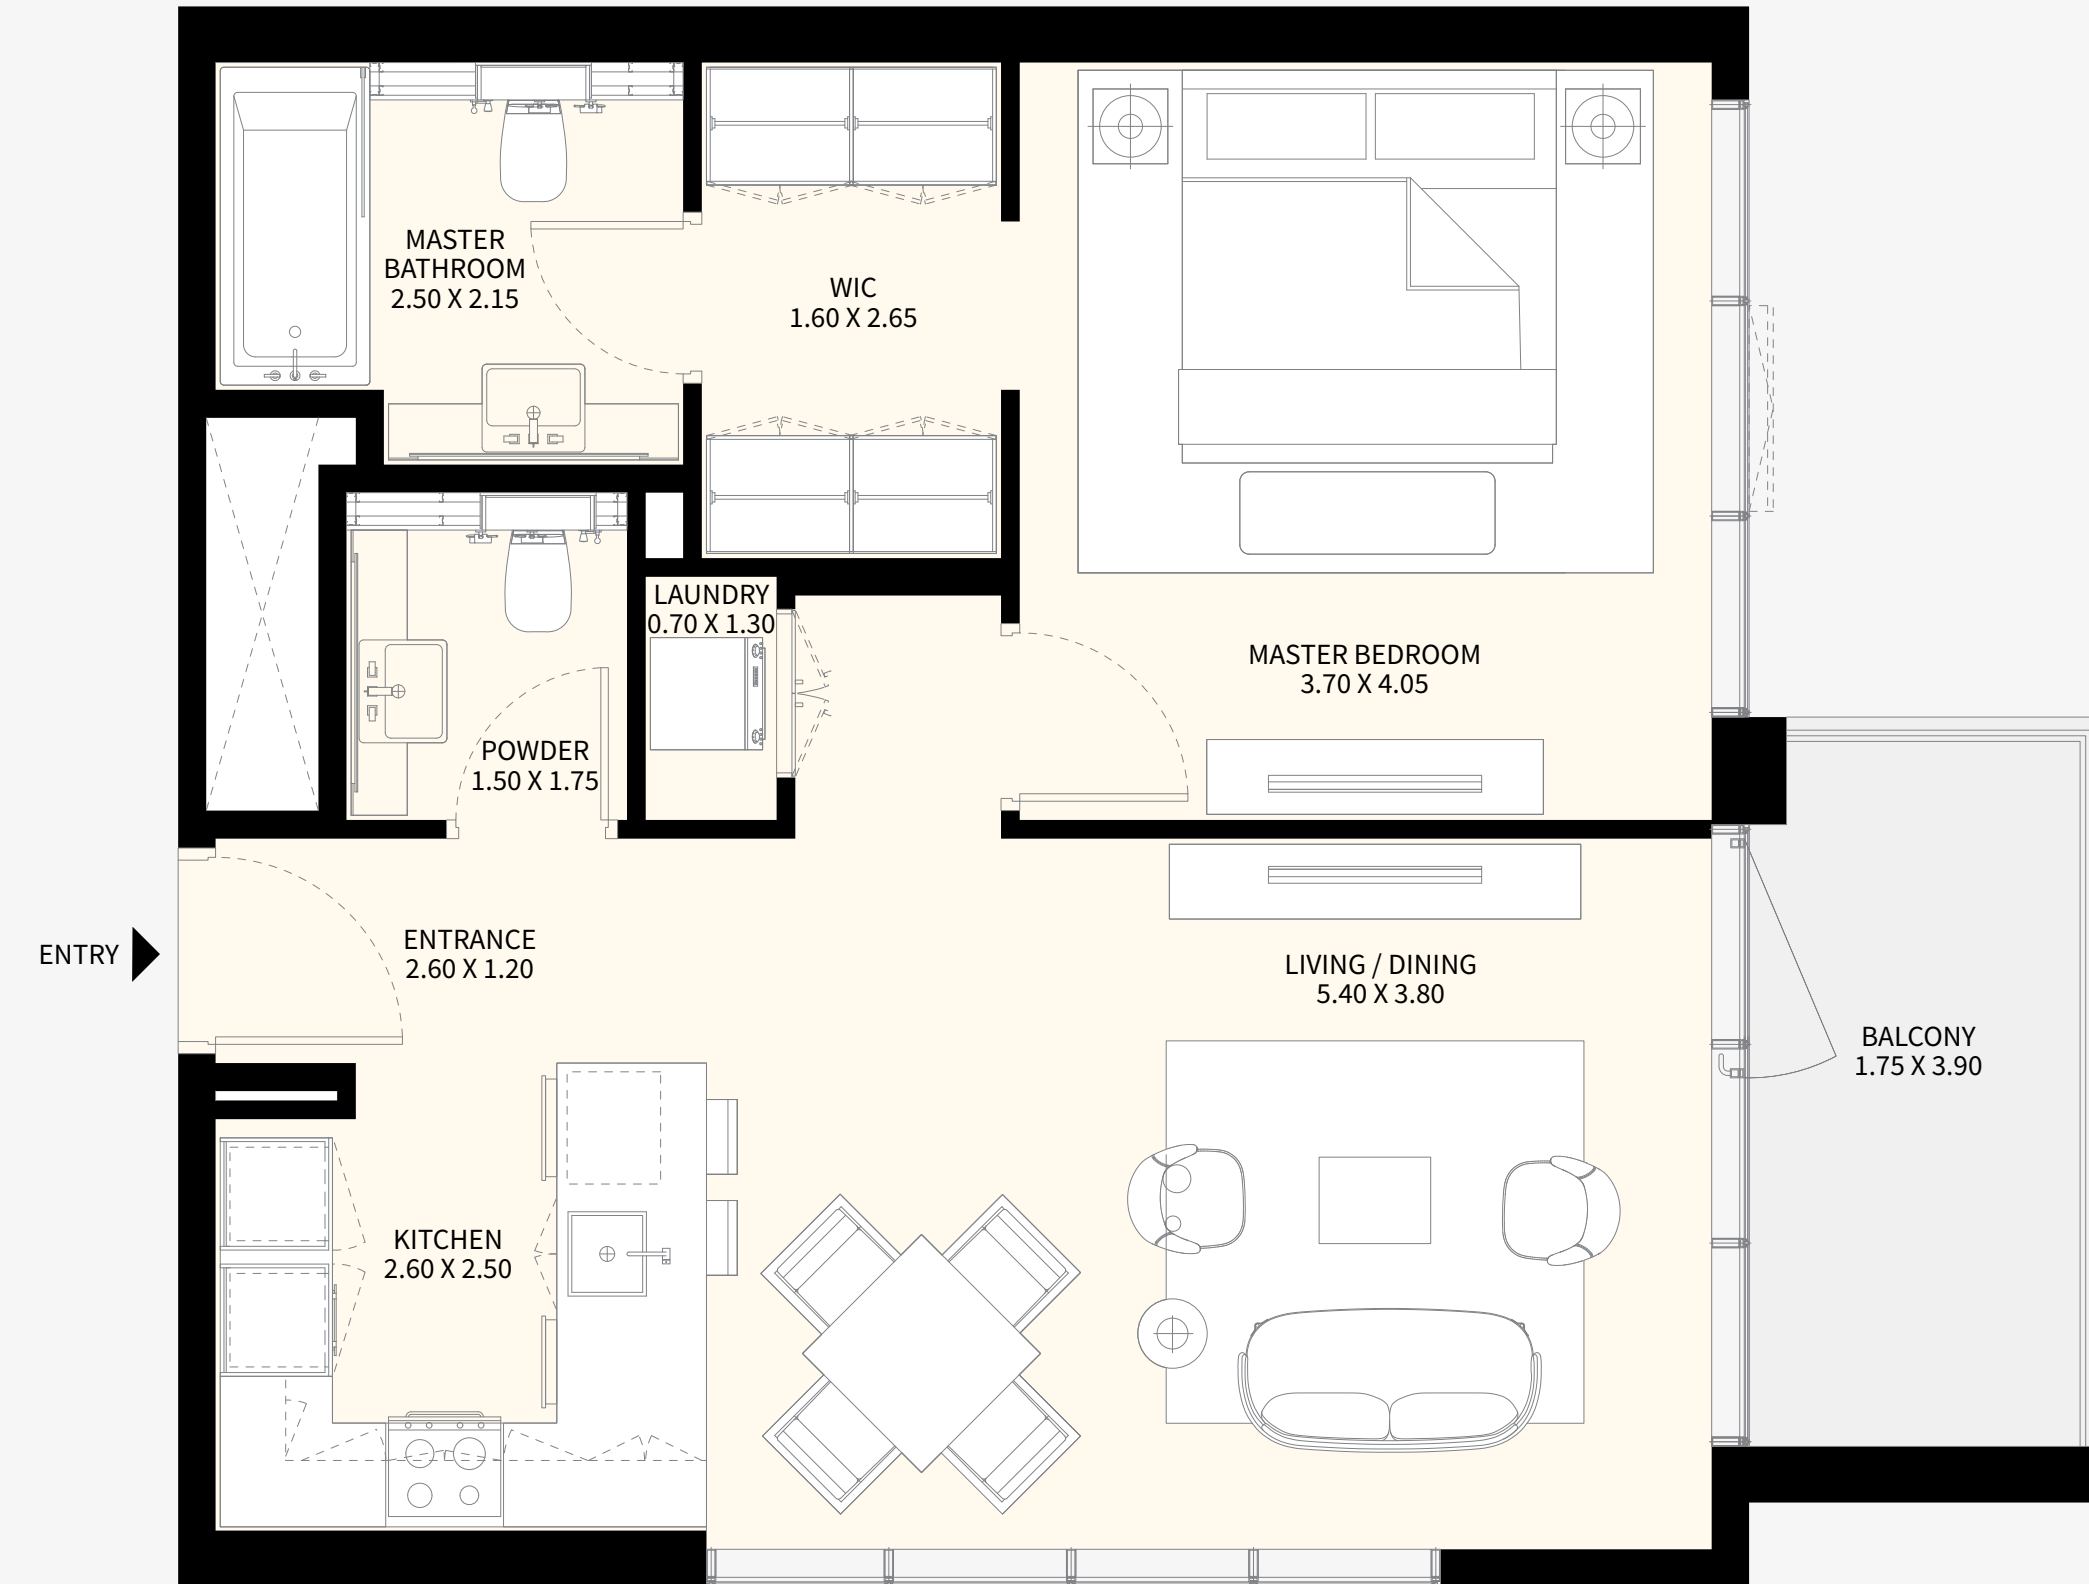 MASTER
BATHROOM
2.50 X 2.15
WIC
1.60 X 2.65
LAUNDRY
0.70 X 1.30
MASTER BEDROOM
3.70 X 4.05
POWDER
1.50 X 1.75
ENTRY
ENTRANCE
2.60 X 1.20
LIVING / DINING
5.40 X 3.80
BALCONY
1.75 X 3.90
KITCHEN
2.60 X 2.50